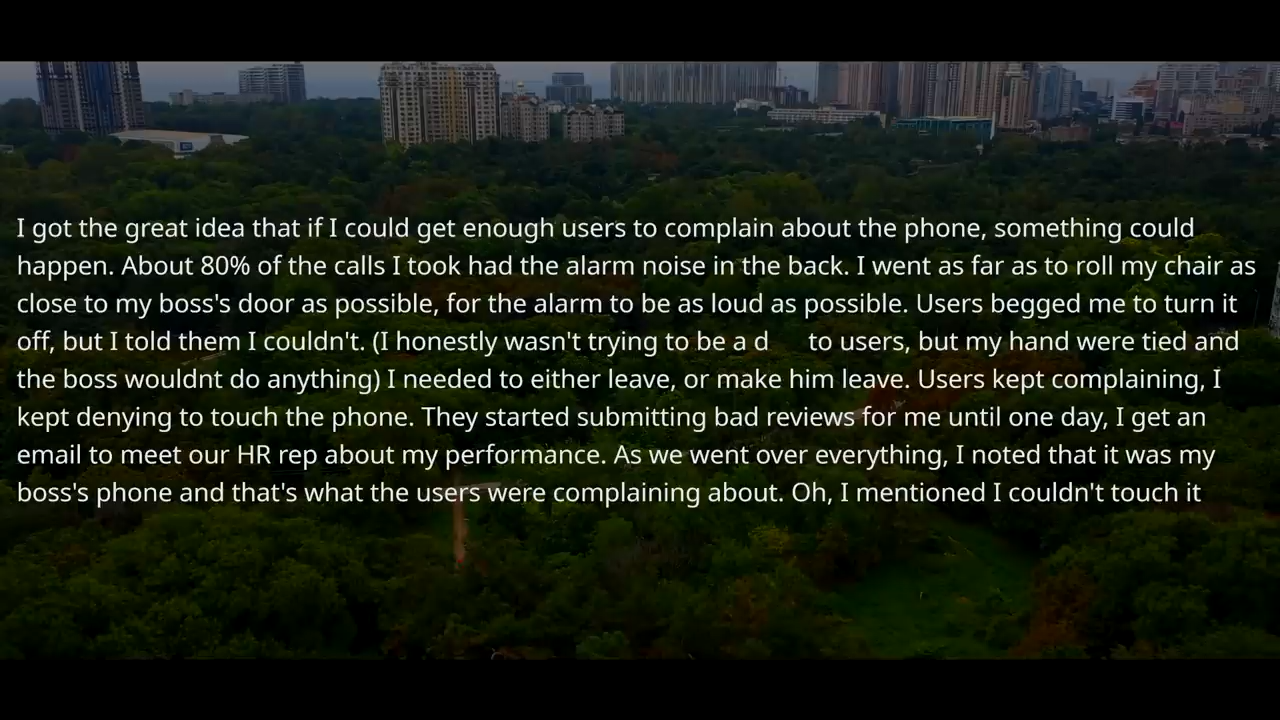 I got the great idea that if I could get enough users to complain about the phone, something could
happen. About 80% of the calls I took had the alarm noise in the back. I went as far as to roll my chair as
close to my boss's door as possible, for the alarm to be as loud as possible. Users begged me to turn it
off, but I told them I couldn't. (I honestly wasn't trying to be a d to users, but my hand were tied and
the boss wouldnt do anything) I needed to either leave, or make him leave. Users kept complaining, I
kept denying to touch the phone. They started submitting bad reviews for me until one day, I get an
email to meet our HR rep about my performance. As we went over everything, I noted that it was my
boss's phone and that's what the users were complaining about. Oh, I mentioned I couldn't touch it